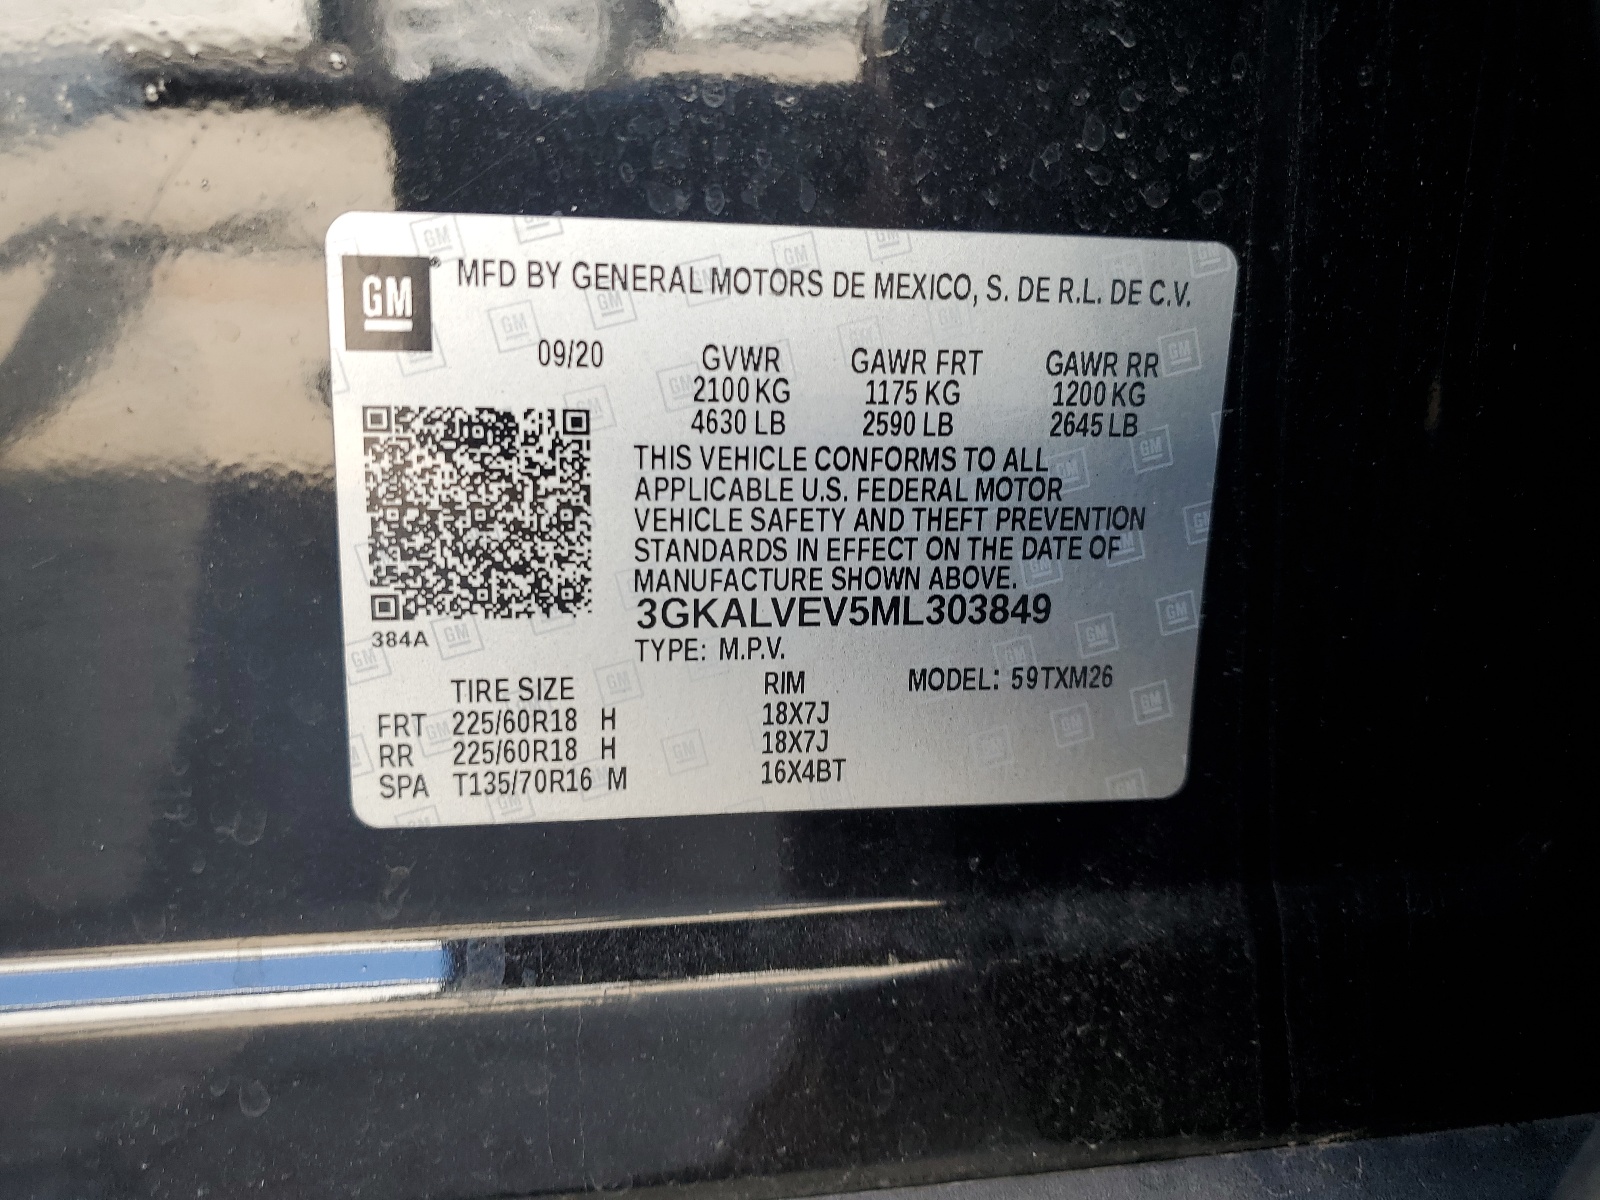 GM® MFD BY GENERAL MOTORS DE MEXICO, S. DE R.L. DE C.V.
09/20 GVWR GAWR FRT GAWR RR
2100 KG 1175 KG 1200 KG
4630 LB 2590 LB 2645 LB
THIS VEHICLE CONFORMS TO ALL
APPLICABLE U.S. FEDERAL MOTOR
VEHICLE SAFETY AND THEFT PREVENTION
STANDARDS IN EFFECT ON THE DATE OF
MANUFACTURE SHOWN ABOVE.
3GKALVEV5ML303849
384A TYPE: M.P.V.
TIRE SIZE RIM MODEL: 59TXM26
FRT 225/60R18 H 18X7J
RR 225/60R18 H 18X7J
SPA T135/70R16 M 16X4BT